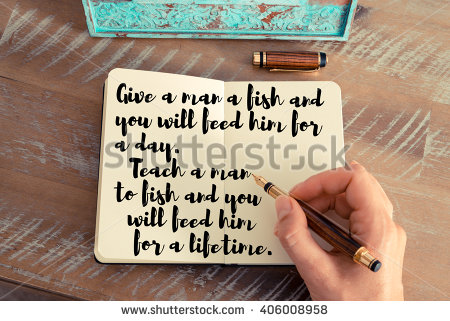 Give a man a fish and
you will feed him for
a day.
Teach a man
to fish and you
will feed him
for a lifetime.
shutterstock
www.shutterstock.com · 406008958